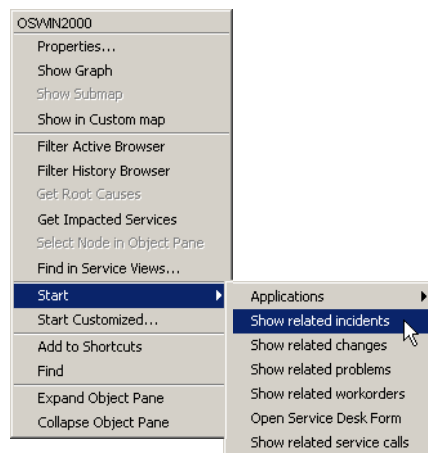 OSWIN2000
Properties...
Show Graph
Show Submap
Show in Custom map
Filter Active Browser
Filter History Browser
Get Root Causes
Get Impacted Services
Select Node in Object Pane
Find in Service Views...
Start
Start Customized...
Add to Shortcuts
Find
Expand Object Pane
Collapse Object Pane
Applications
Show related incidents
Show related changes
Show related problems
Show related workorders
Open Service Desk Form
Show related service calls